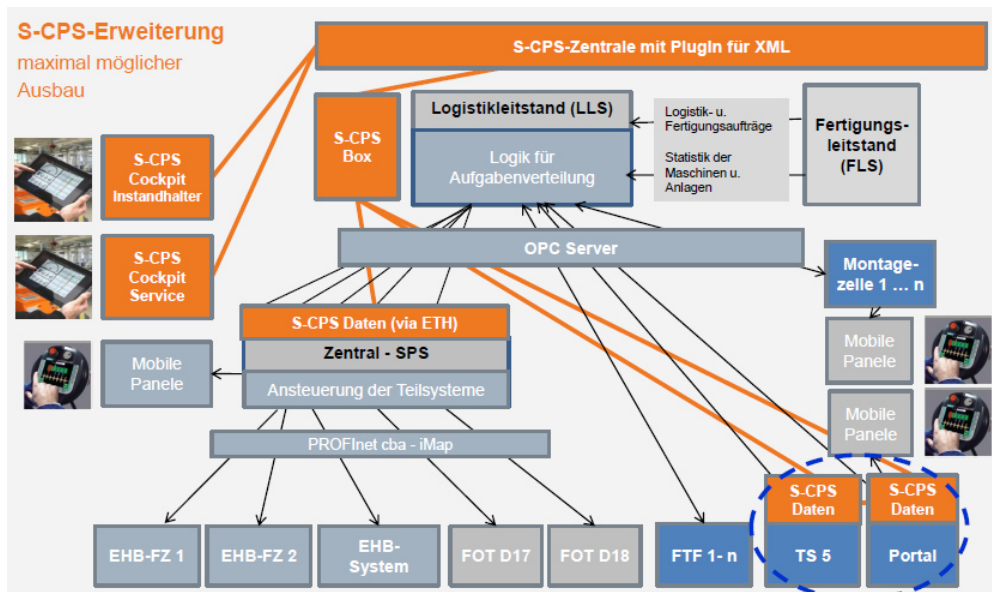 S-CPS-Erweiterung
maximal möglicher
Ausbau
S-CPS-Zentrale mit PlugIn für XML
S-CPS
Box
Logistikleitstand (LLS)
Logik für
Aufgabenverteilung
Logistik- u.
Fertigungsaufträge
Statistik der
Maschinen u.
Anlagen
Fertigungs-
leitstand
(FLS)
S-CPS
Cockpit
Instandhalter
S-CPS
Cockpit
Service
OPC Server
Montage-
zelle 1 ... n
S-CPS Daten (via ETH)
Zentral - SPS
Ansteuerung der Teilsysteme
Mobile
Panele
Mobile
Panele
Mobile
Panele
PROFInet cba - iMap
EHB-FZ 1
EHB-FZ 2
EHB-
System
FOT D17
FOT D18
FTF 1- n
S-CPS
Daten
TS 5
S-CPS
Daten
Portal